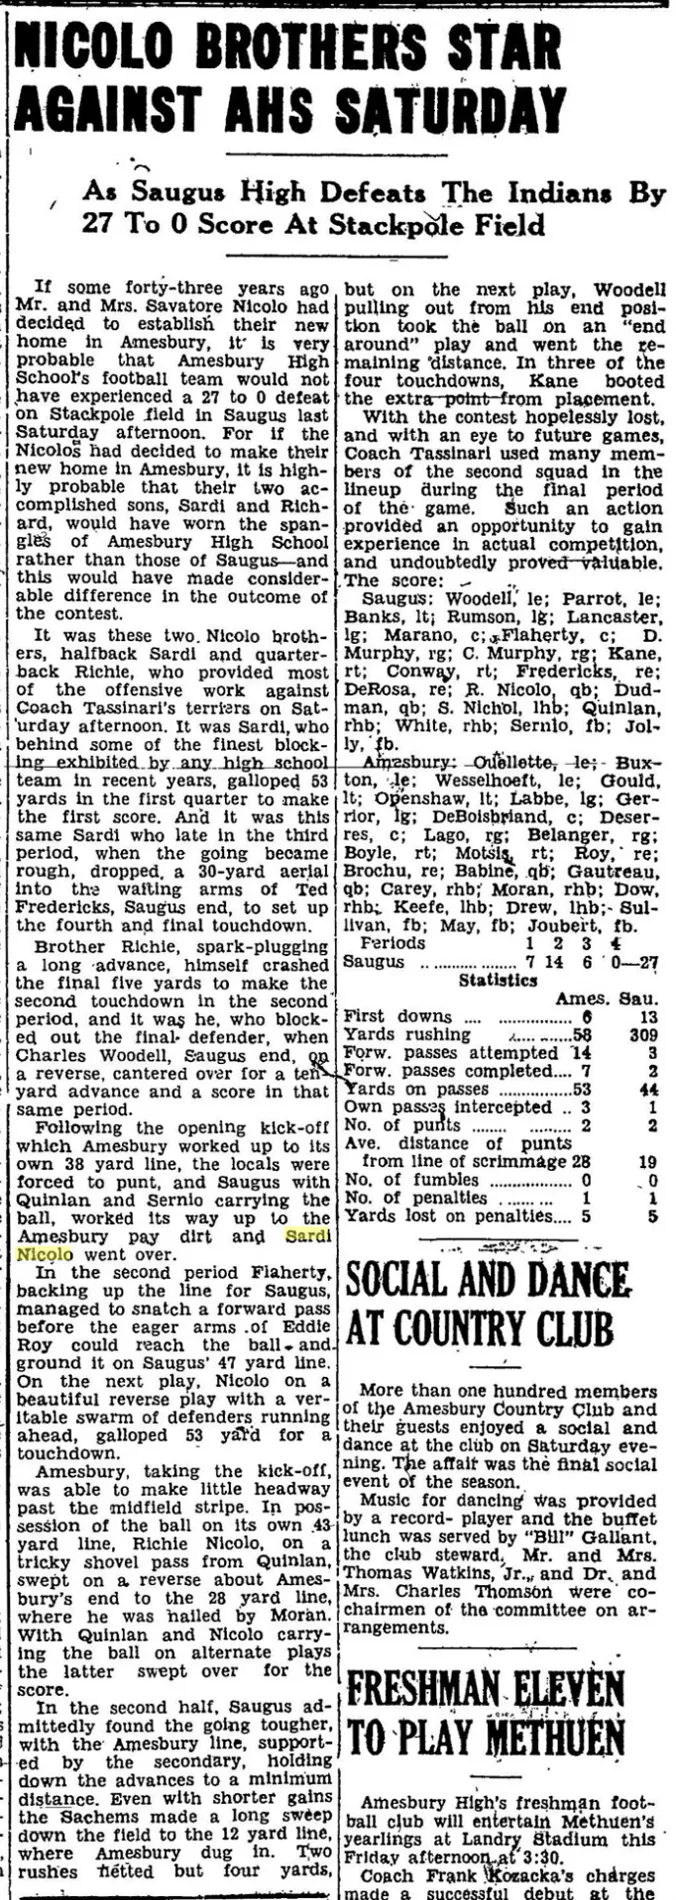 NICOLO BROTHERS STAR
AGAINST AHS SATURDAY
As Saugus High Defeats The Indians By
27 To 0 Score At Stackpole Field
If some forty-three years ago
Mr. and Mrs. Savatore Nicolo had
decided to establish their new
home in Amesbury, it is very
probable that Amesbury High
School's football team would not
have experienced a 27 to 0 defeat
on Stackpole field in Saugus last
Saturday afternoon. For if the
Nicolos had decided to make their
new home in Amesbury, it is high-
ly probable that their two ac-
complished sons, Sardi and Rich-
ard, would have worn the span-
gles of Amesbury High School
rather than those of Saugus—and
this would have made consider-
able difference in the outcome of
the contest.
It was these two Nicolo broth-
ers, halfback Sardi and quarter-
back Richie, who provided most
of the offensive work against
Coach Tassinari's terriers on Sat-
urday afternoon. It was Sardi, who
behind some of the finest block-
ing exhibited by any high school
team in recent years, galloped 53
yards in the first quarter to make
the first score. And it was this
same Sardi who late in the third
period, when the going became
rough, dropped a 30-yard aerial
into the waiting arms of Ted
Fredericks, Saugus end, to set up
the fourth and final touchdown.
Brother Richie, spark-plugging
a long advance, himself crashed
the final five yards to make the
second touchdown in the second
period, and it was he, who block-
ed out the final defender, when
Charles Woodell, Saugus end, on
a reverse, cantered over for a ten
yard advance and a score in that
same period.
Following the opening kick-off
which Amesbury worked up to its
own 38 yard line, the locals were
forced to punt, and Saugus with
Quinlan and Sernio carrying the
ball, worked its way up to the
Amesbury pay dirt and Sardi
Nicolo went over.
In the second period Flaherty,
backing up the line for Saugus,
managed to snatch a forward pass
before the eager arms of Eddie
Roy could reach the ball and
ground it on Saugus' 47 yard line.
On the next play, Nicolo on a
beautiful reverse play with a ver-
itable swarm of defenders running
ahead, galloped 53 yard for a
touchdown.
Amesbury, taking the kick-off,
was able to make little headway
past the midfield stripe. In pos-
session of the ball on its own 43
yard line, Richie Nicolo, on a
tricky shovel pass from Quinlan,
swept on a reverse about Ames-
bury's end to the 28 yard line,
where he was nailed by Moran.
With Quinlan and Nicolo carry-
ing the ball on alternate plays
the latter swept over for the
score.
In the second half, Saugus ad-
mittedly found the going tougher,
with the Amesbury line, support-
ed by the secondary, holding
down the advances to a minimum
distance. Even with shorter gains
the Sachems made a long sweep
down the field to the 12 yard line,
where Amesbury dug in. Two
rushes netted but four yards,
but on the next play, Woodell
pulling out from his end posi-
tion took the ball on an "end
around" play and went the re-
maining distance. In three of the
four touchdowns, Kane booted
the extra point from placement.
With the contest hopelessly lost,
and with an eye to future games,
Coach Tassinari used many mem-
bers of the second squad in the
lineup during the final period
of the game. Such an action
provided an opportunity to gain
experience in actual competition,
and undoubtedly proved valuable.
The score:
Saugus: Woodell, le; Parrot, le;
Banks, lt; Rumson, lg; Lancaster,
lg; Marano, c; Flaherty, c; D.
Murphy, rg; C. Murphy, rg; Kane,
rt; Conway, rt; Fredericks, re;
DeRosa, re; R. Nicolo, qb; Dud-
man, qb; S. Nichol, lhb; Quinlan,
rhb; White, rhb; Sernio, fb; Jol-
ly, fb.
Amesbury: Ouellette, le; Bux-
ton, le; Wesselhoeft, le; Gould,
lt; Openshaw, lt; Labbe, lg; Ger-
rior, lg; DeBoisbriand, c; Deser-
res, c; Lago, rg; Belanger, rg;
Boyle, rt; Motsis, rt; Roy, re;
Brochu, re; Babine, qb; Gautreau,
qb; Carey, rhb; Moran, rhb; Dow,
rhb; Keefe, lhb; Drew, lhb; Sul-
livan, fb; May, fb; Joubert, fb.
Periods 1 2 3 4
Saugus .................... 7 14 6 0—27
Statistics
Ames. Sau.
First downs .... ................ 6 13
Yards rushing ................58 309
Forw. passes attempted 14 3
Forw. passes completed.... 7 2
Yards on passes ................53 44
Own passes intercepted .. 3 1
No. of punts ........ .......... 2 2
Ave. distance of punts
from line of scrimmage 28 19
No. of fumbles .................. 0 0
No. of penalties ............ 1 1
Yards lost on penalties.... 5 5
SOCIAL AND DANCE
AT COUNTRY CLUB
More than one hundred members
of the Amesbury Country Club and
their guests enjoyed a social and
dance at the club on Saturday eve-
ning. The affair was the final social
event of the season.
Music for dancing was provided
by a record player and the buffet
lunch was served by "Bill" Gallant,
the club steward. Mr. and Mrs.
Thomas Watkins, Jr., and Dr. and
Mrs. Charles Thomson were co-
chairmen of the committee on ar-
rangements.
FRESHMAN ELEVEN
TO PLAY METHUEN
Amesbury High's freshman foot-
ball club will entertain Methuen's
yearlings at Landry Stadium this
Friday afternoon at 3:30.
Coach Frank Kozacka's charges
made a successful debut at the